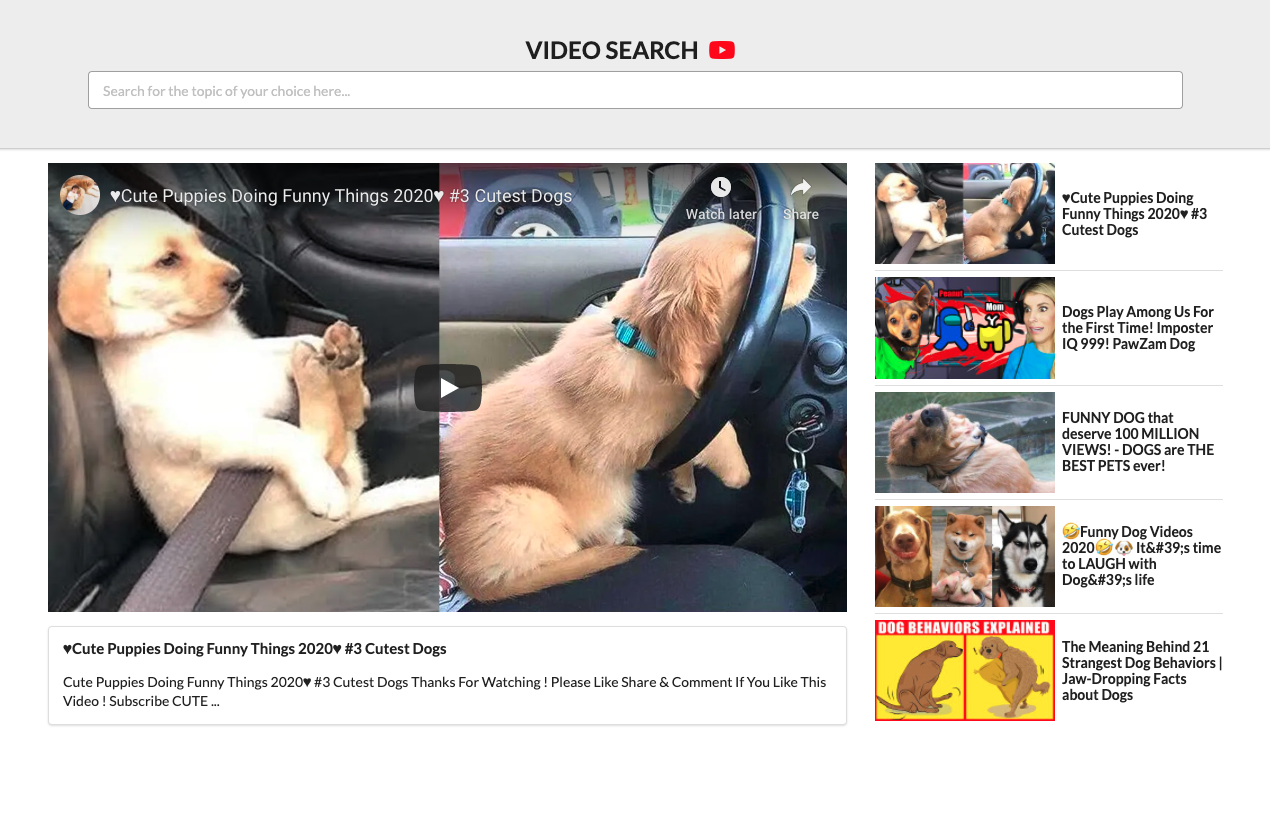 VIDEO SEARCH
Search for the topic of your choice here...
♥Cute Puppies Doing Funny Things 2020♥ #3 Cutest Dogs
Watch later
Share
♥Cute Puppies Doing Funny Things 2020♥ #3 Cutest Dogs
Cute Puppies Doing Funny Things 2020♥ #3 Cutest Dogs Thanks For Watching ! Please Like Share & Comment If You Like This
Video ! Subscribe CUTE ...
♥Cute Puppies Doing
Funny Things 2020♥ #3
Cutest Dogs
Peanut
Mom
Dogs Play Among Us For
the First Time! Imposter
IQ 999! PawZam Dog
FUNNY DOG that
deserve 100 MILLION
VIEWS! - DOGS are THE
BEST PETS ever!
🤣Funny Dog Videos
2020🤣🐶 It&#39;s time
to LAUGH with
Dog&#39;s life
DOG BEHAVIORS EXPLAINED
The Meaning Behind 21
Strangest Dog Behaviors |
Jaw-Dropping Facts
about Dogs